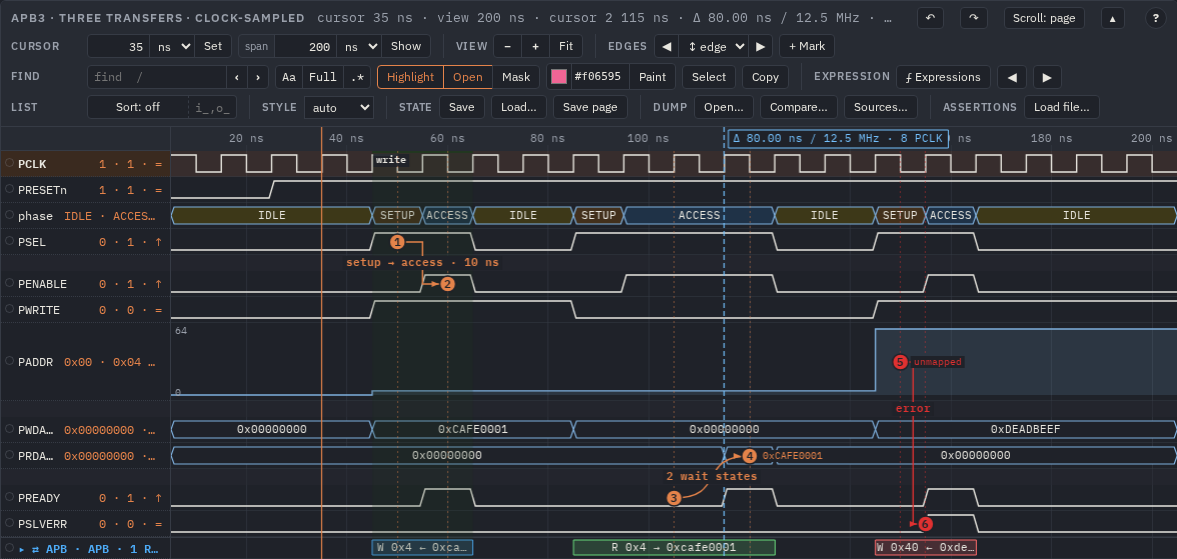 APB3 · THREE TRANSFERS · CLOCK-SAMPLED cursor 35 ns · view 200 ns · cursor 2 115 ns · Δ 80.00 ns / 12.5 MHz · … ↶ ↷ Scroll: page ▴ ?
CURSOR 35 ns Set span 200 ns Show VIEW − + Fit EDGES ◀ ↕ edge ▶ + Mark
FIND find / ‹ › Aa Full .* Highlight Open Mask #f06595 Paint Select Copy EXPRESSION ƒ Expressions ◀ ▶
LIST Sort: off i_,o_ STYLE auto STATE Save Load... Save page DUMP Open... Compare... Sources... ASSERTIONS Load file...
20 ns 40 ns 60 ns 80 ns 100 ns Δ 80.00 ns / 12.5 MHz · 8 PCLK ns 180 ns 200 ns
PCLK 1 · 1 · = write
PRESETn 1 · 1 · =
phase IDLE · ACCES… IDLE SETUP ACCESS IDLE SETUP ACCESS IDLE SETUP ACCESS IDLE
PSEL 0 · 1 · ↑ 1
setup → access · 10 ns
PENABLE 0 · 1 · ↑ 2
PWRITE 0 · 0 · =
64
PADDR 0x00 · 0x04 … 5 unmapped
0
error
PWDA… 0x00000000 ·… 0x00000000 0xCAFE0001 0x00000000 0xDEADBEEF
PRDA… 0x00000000 ·… 0x00000000 4 0xCAFE0001 0x00000000
2 wait states
PREADY 0 · 1 · ↑ 3
PSLVERR 0 · 0 · = 6
▸ ⇄ APB · APB · 1 R… W 0x4 ← 0xca… R 0x4 → 0xcafe0001 W 0x40 ← 0xde…